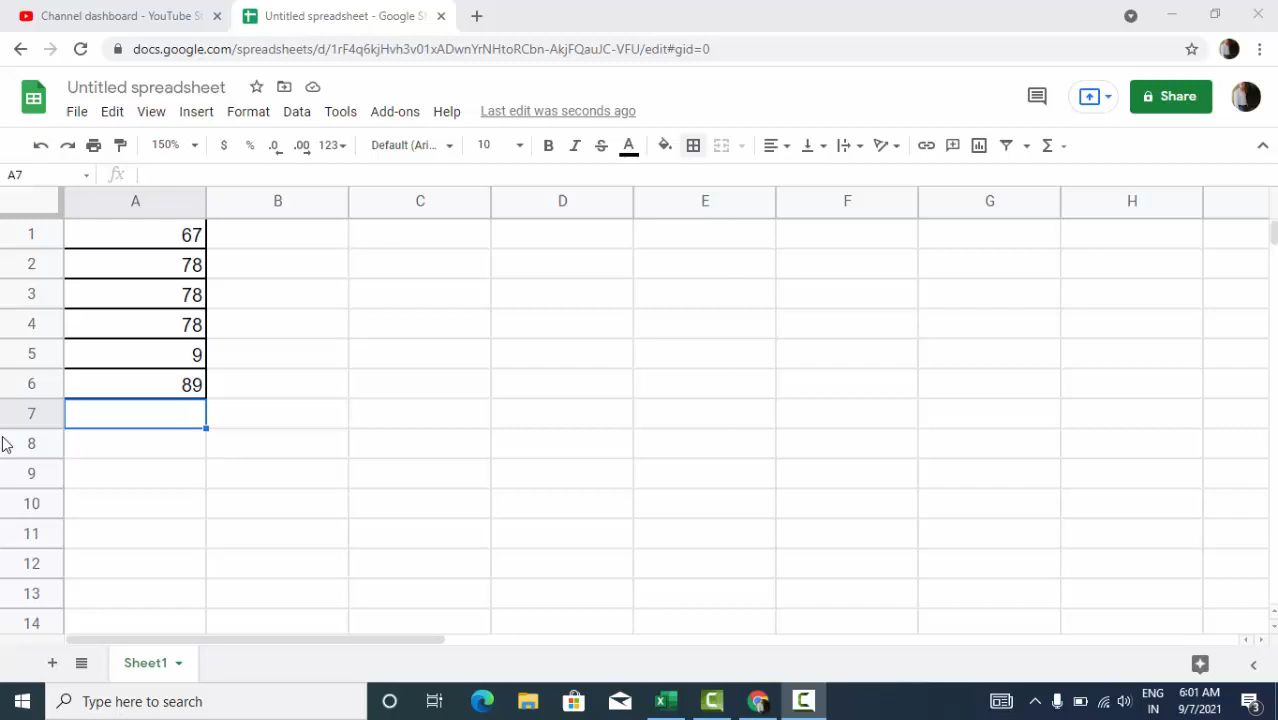 Channel dashboard - YouTube St
Untitled spreadsheet - Google Sh
docs.google.com/spreadsheets/d/1rF4q6kjHvh3v01xADwnYrNHtoRCbn-AkjFQauJC-VFU/edit#gid=0
Untitled spreadsheet
File Edit View Insert Format Data Tools Add-ons Help Last edit was seconds ago
Share
150% $ % .0 .00 123 Default (Ari... 10 B I S A Σ
A7 fx
A B C D E F G H
1 67
2 78
3 78
4 78
5 9
6 89
7
8
9
10
11
12
13
14
Sheet1
Type here to search
ENG
IN
6:01 AM
9/7/2021
3